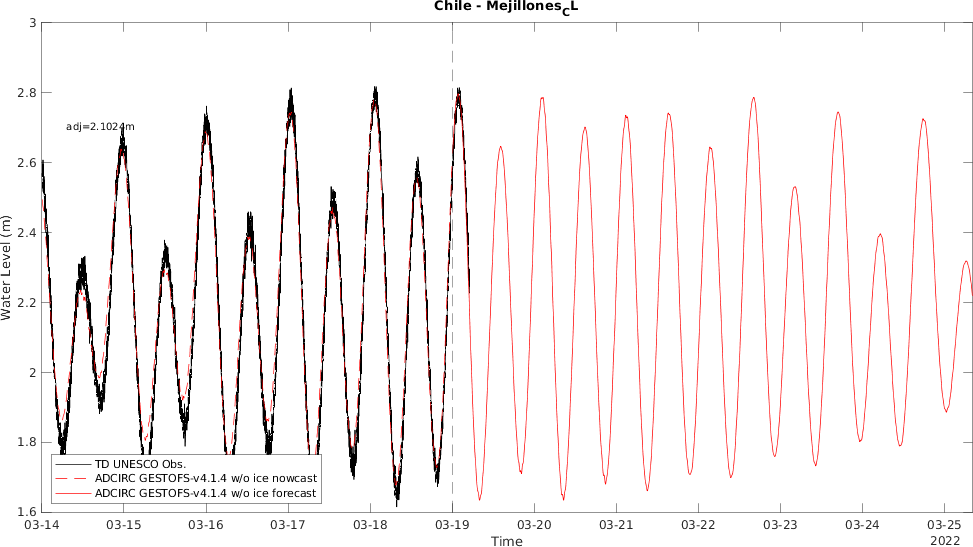 Chile - Mejillones_CL
3
2.8
2.6
2.4
2.2
2
1.8
1.6
Water Level (m)
adj=2.1024m
TD UNESCO Obs.
ADCIRC GESTOFS-v4.1.4 w/o ice nowcast
ADCIRC GESTOFS-v4.1.4 w/o ice forecast
03-14 03-15 03-16 03-17 03-18 03-19 03-20 03-21 03-22 03-23 03-24 03-25
Time
2022